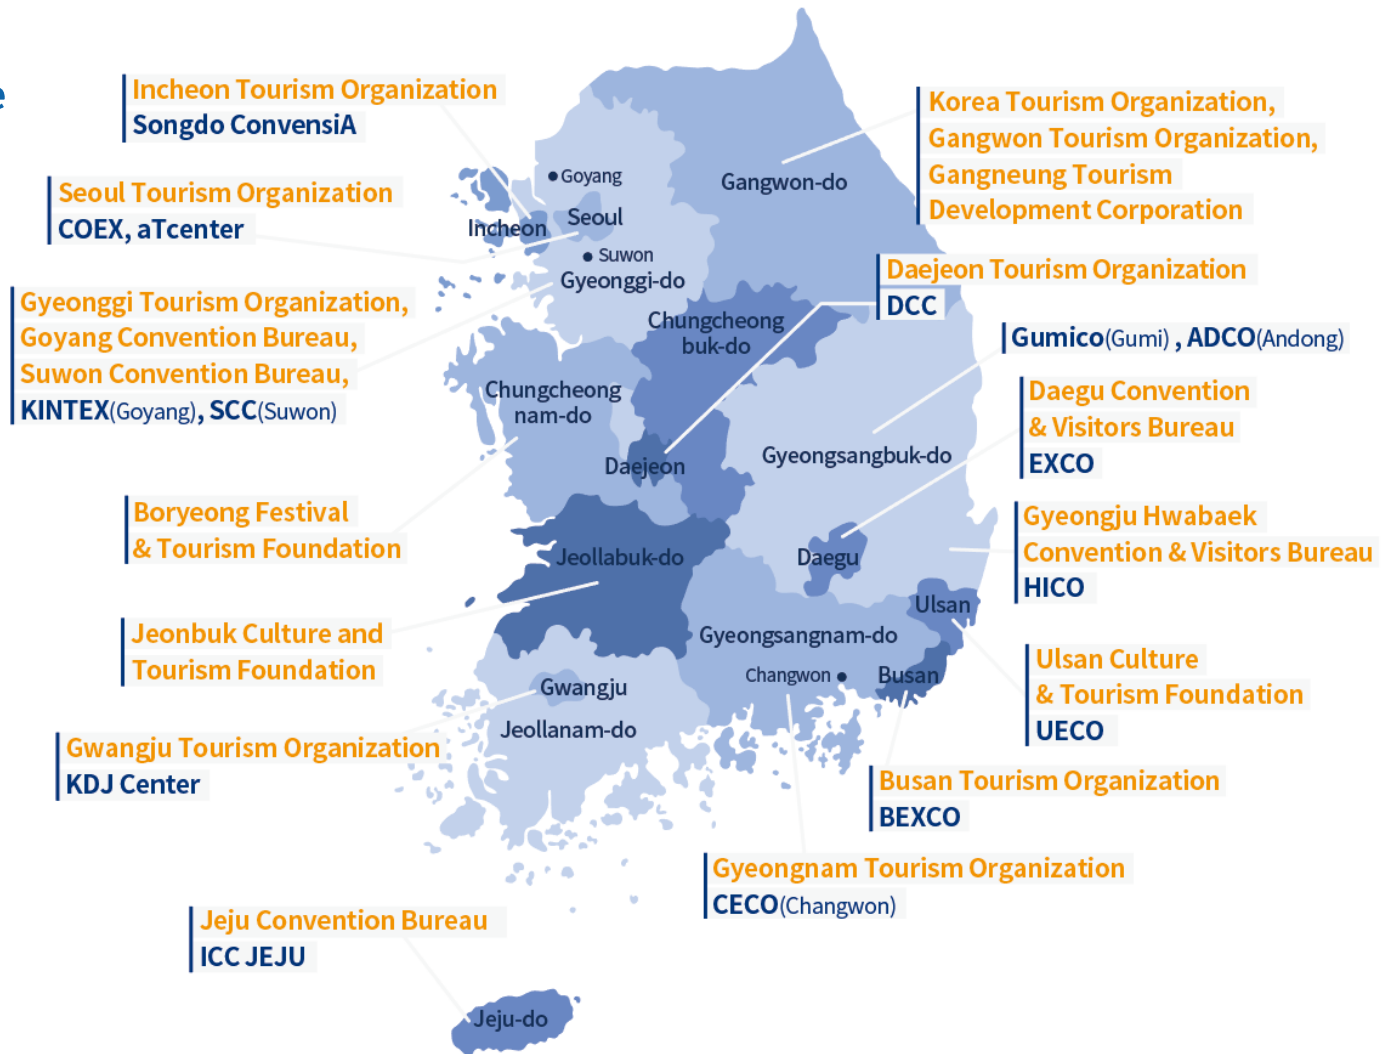 e
Incheon Tourism Organization
Songdo ConvensiA
Seoul Tourism Organization
COEX, aTcenter
Gyeonggi Tourism Organization,
Goyang Convention Bureau,
Suwon Convention Bureau,
KINTEX(Goyang), SCC(Suwon)
Boryeong Festival
& Tourism Foundation
Jeonbuk Culture and
Tourism Foundation
Gwangju Tourism Organization
KDJ Center
Jeju Convention Bureau
ICC JEJU
Goyang
Seoul
Incheon
Suwon
Gyeonggi-do
Gangwon-do
Chungcheong
buk-do
Chungcheong
nam-do
Daejeon
Gyeongsangbuk-do
Jeollabuk-do
Daegu
Ulsan
Gyeongsangnam-do
Changwon
Busan
Gwangju
Jeollanam-do
Jeju-do
Korea Tourism Organization,
Gangwon Tourism Organization,
Gangneung Tourism
Development Corporation
Daejeon Tourism Organization
DCC
Gumico(Gumi), ADCO(Andong)
Daegu Convention
& Visitors Bureau
EXCO
Gyeongju Hwabaek
Convention & Visitors Bureau
HICO
Ulsan Culture
& Tourism Foundation
UECO
Busan Tourism Organization
BEXCO
Gyeongnam Tourism Organization
CECO(Changwon)